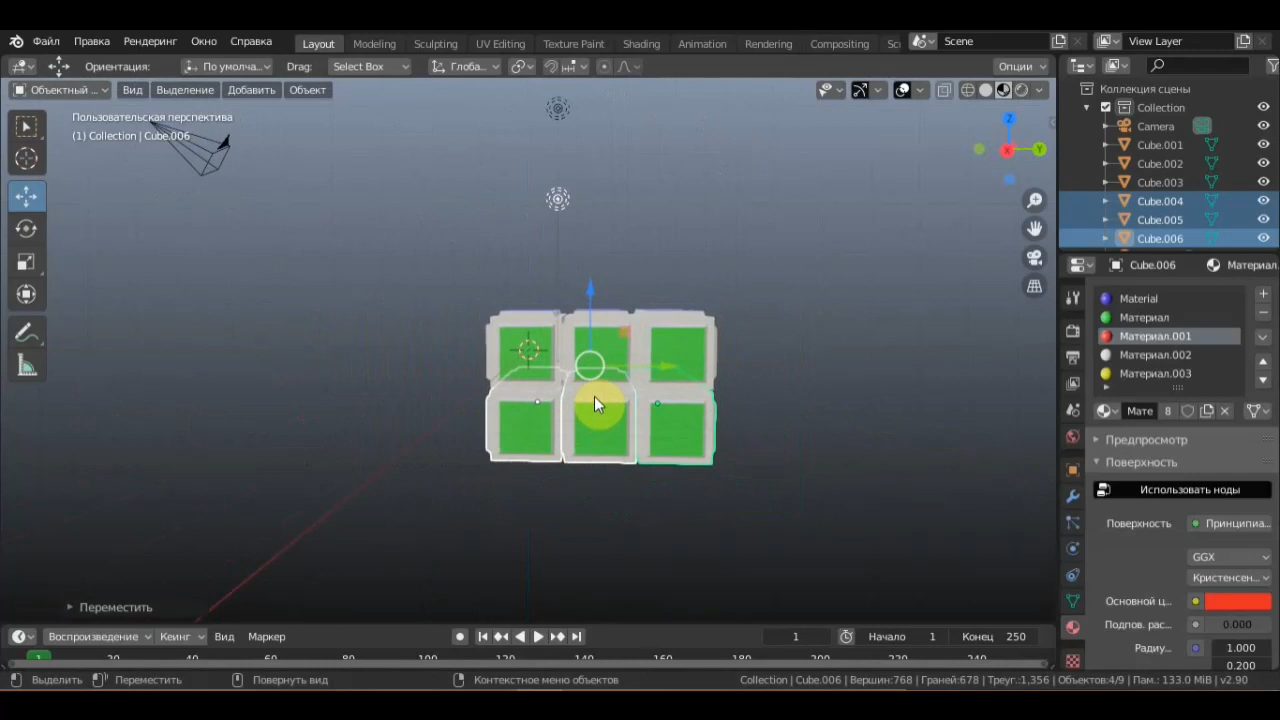 Файл Правка Рендеринг Окно Справка Layout Modeling Sculpting UV Editing Texture Paint Shading Animation Rendering Compositing Sc Scene View Layer
Ориентация: По умолча... Drag: Select Box Глоба... Опции
Объектный ... Вид Выделение Добавить Объект
Пользовательская перспектива
(1) Collection | Cube.006
Z
X
Y
Коллекция сцены
Collection
Camera
Cube.001
Cube.002
Cube.003
Cube.004
Cube.005
Cube.006
Cube.006 Материал.
Material
Материал
Материал.001
Материал.002
Материал.003
Мате 8
Предпросмотр
Поверхность
Использовать ноды
Поверхность Принципиа...
GGX
Кристенсен...
Основной ц...
Подпов. рас... 0.000
Радиу... 1.000
0.200
Переместить
Воспроизведение Кеинг Вид Маркер 1 Начало 1 Конец 250
1 20 40 60 80 100 120 140 160 180 200 220 240
Выделить Переместить Повернуть вид Контекстное меню объектов Collection | Cube.006 | Вершин:768 | Граней:678 | Треуг.:1,356 | Объектов:4/9 | Пам.: 133.0 MiB | v2.90